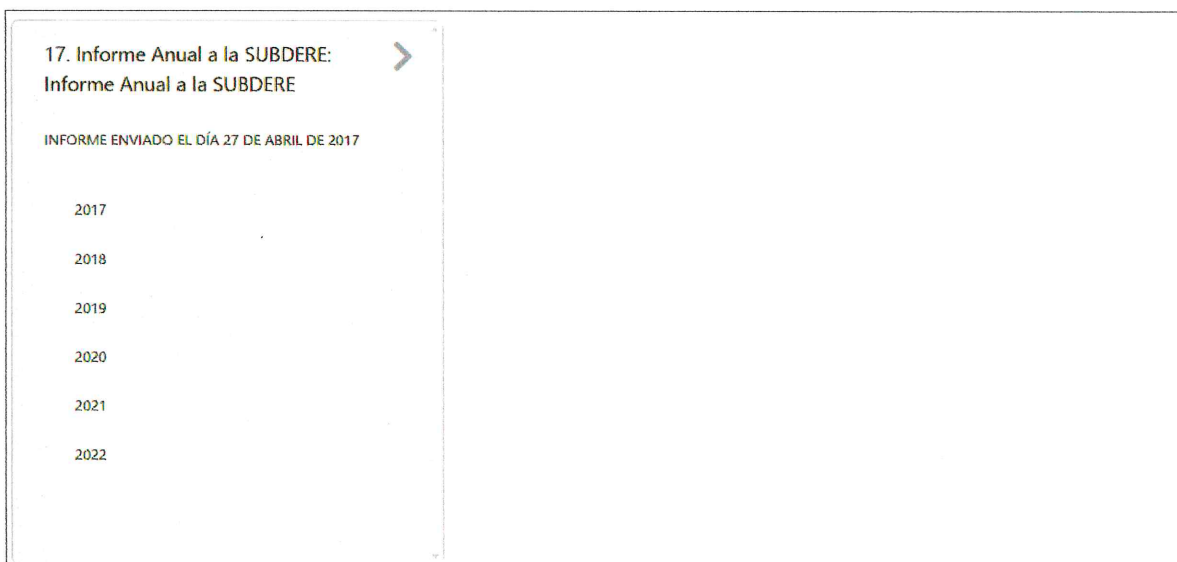 17. Informe Anual a la SUBDERE:
Informe Anual a la SUBDERE
INFORME ENVIADO EL DÍA 27 DE ABRIL DE 2017
2017
2018
2019
2020
2021
2022